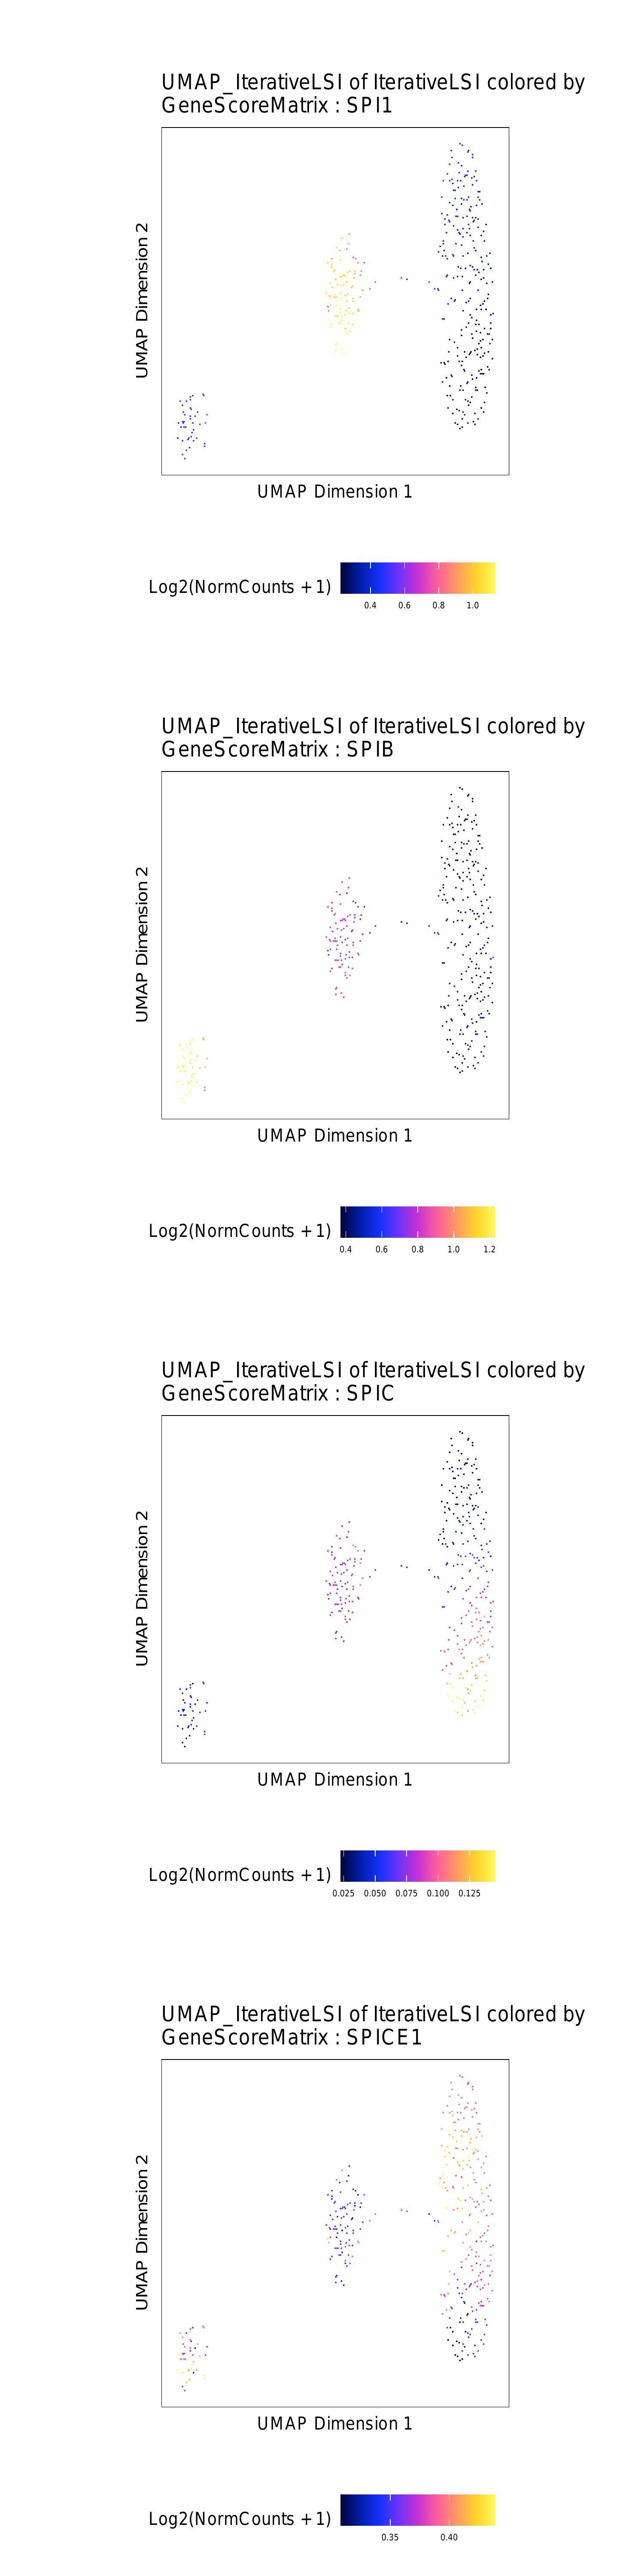 UMAP_IterativeLSI of IterativeLSI colored by
GeneScoreMatrix : SPI1
UMAP Dimension 2
UMAP Dimension 1
Log2(NormCounts + 1)
0.4 0.6 0.8 1.0
UMAP_IterativeLSI of IterativeLSI colored by
GeneScoreMatrix : SPIB
UMAP Dimension 2
UMAP Dimension 1
Log2(NormCounts + 1)
0.4 0.6 0.8 1.0 1.2
UMAP_IterativeLSI of IterativeLSI colored by
GeneScoreMatrix : SPIC
UMAP Dimension 2
UMAP Dimension 1
Log2(NormCounts + 1)
0.025 0.050 0.075 0.100 0.125
UMAP_IterativeLSI of IterativeLSI colored by
GeneScoreMatrix : SPICE1
UMAP Dimension 2
UMAP Dimension 1
Log2(NormCounts + 1)
0.35 0.40